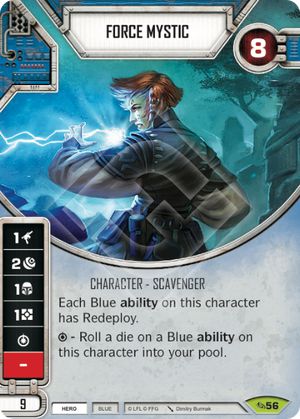 FORCE MYSTIC
8
1
2
1
1
-
9
CHARACTER - SCAVENGER
Each Blue ability on this character
has Redeploy.
- Roll a die on a Blue ability on
this character into your pool.
HERO
BLUE
© LFL © FFG
Dimitry Burmak
56